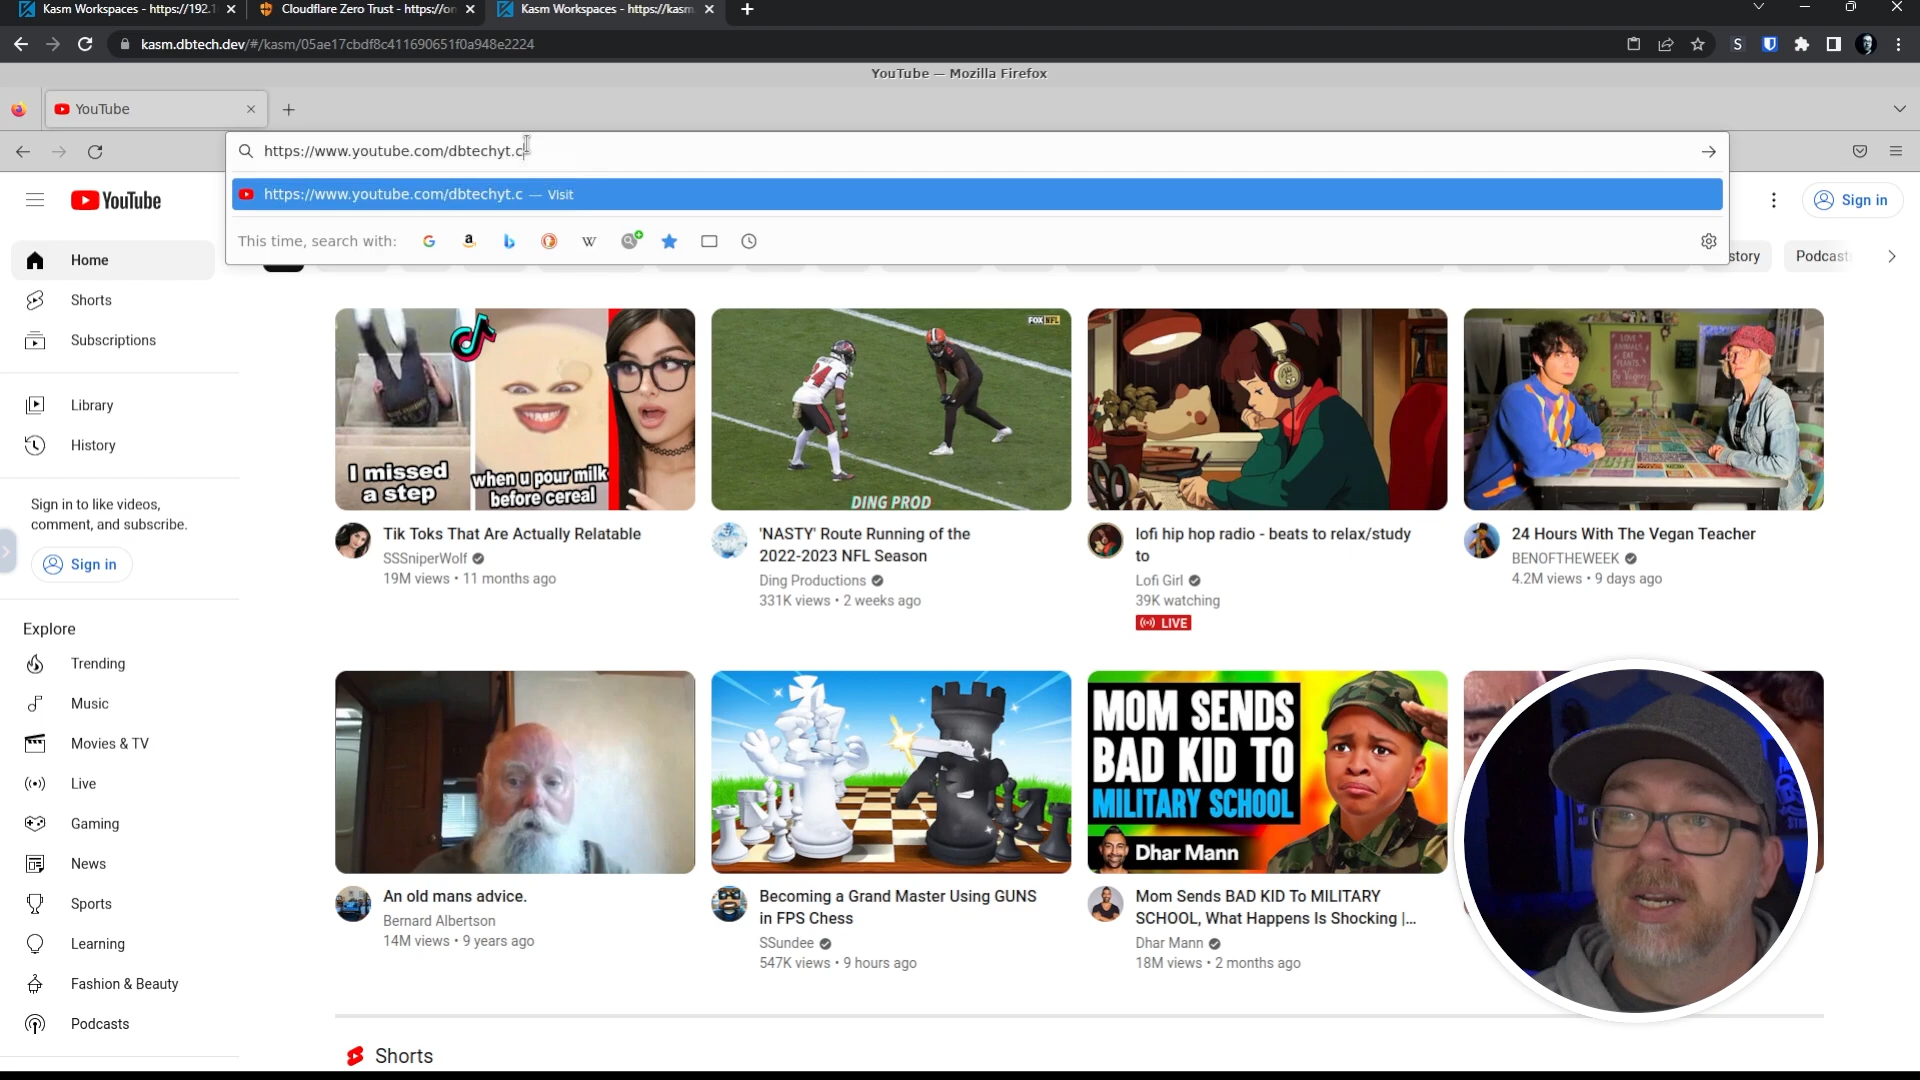 Kasm Workspaces - https://192.1
Cloudflare Zero Trust - https://on
Kasm Workspaces - https://kasm.
kasm.dbtech.dev/#/kasm/05ae17cbdf8c411690651f0a948e2224
S
YouTube — Mozilla Firefox
YouTube
https://www.youtube.com/dbtechyt.c
https://www.youtube.com/dbtechyt.c — Visit
This time, search with:
YouTube
Sign in
Home
story
Podcast
Shorts
Subscriptions
Library
History
Sign in to like videos,
comment, and subscribe.
Sign in
Explore
Trending
Music
Movies & TV
Live
Gaming
News
Sports
Learning
Fashion & Beauty
Podcasts
I missed
a step
when u pour milk
before cereal
Tik Toks That Are Actually Relatable
SSSniperWolf
19M views • 11 months ago
FOX NFL
DING PROD
'NASTY' Route Running of the
2022-2023 NFL Season
Ding Productions
331K views • 2 weeks ago
lofi hip hop radio - beats to relax/study
to
Lofi Girl
39K watching
LIVE
24 Hours With The Vegan Teacher
BENOFTHEWEEK
4.2M views • 9 days ago
An old mans advice.
Bernard Albertson
14M views • 9 years ago
Becoming a Grand Master Using GUNS
in FPS Chess
SSundee
547K views • 9 hours ago
MOM SENDS
BAD KID TO
MILITARY SCHOOL
Dhar Mann
Mom Sends BAD KID To MILITARY
SCHOOL, What Happens Is Shocking |...
Dhar Mann
18M views • 2 months ago
Shorts